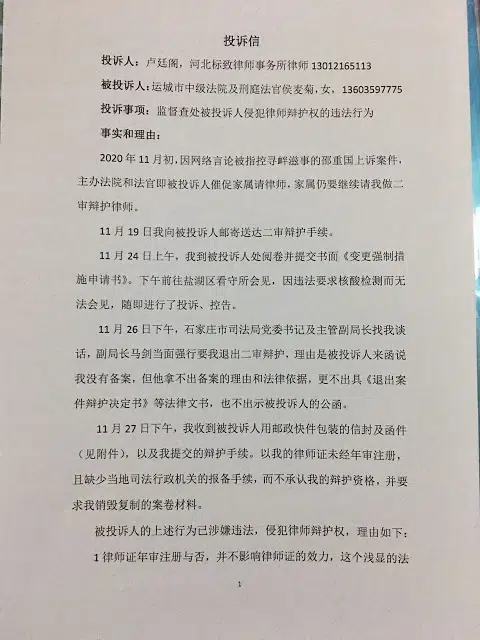 投诉信
投诉人：卢廷阁，河北标致律师事务所律师 13012165113
被投诉人：运城市中级法院及刑庭法官侯麦菊，女，13603597775
投诉事项：监督查处被投诉人侵犯律师辩护权的违法行为
事实和理由：
2020 年 11 月初，因网络言论被指控寻衅滋事的邵重国上诉案件，
主办法院和法官即被投诉人催促家属请律师，家属仍要继续请我做二
审辩护律师。
11 月 19 日我向被投诉人邮寄送达二审辩护手续。
11 月 24 日上午，我到被投诉人处阅卷并提交书面《变更强制措
施申请书》。下午前往盐湖区看守所会见，因违法要求核酸检测而无
法会见，随即进行了投诉、控告。
11 月 26 日下午，石家庄市司法局党委书记及主管副局长找我谈
话，副局长马剑当面强行要我退出二审辩护，理由是被投诉人来函说
我没有备案，但他拿不出备案的理由和法律依据，更不出具《退出案
件辩护决定书》等法律文书，也不出示被投诉人的公函。
11 月 27 日下午，我收到被投诉人用邮政快件包装的信封及函件
（见附件），以及我提交的辩护手续。以我的律师证未经年审注册，
且缺少当地司法行政机关的报备手续，而不承认我的辩护资格，并要
求我销毁复制的案卷材料。
被投诉人的上述行为已涉嫌违法，侵犯律师辩护权，理由如下：
1 律师证年审注册与否，并不影响律师证的效力，这个浅显的法
1